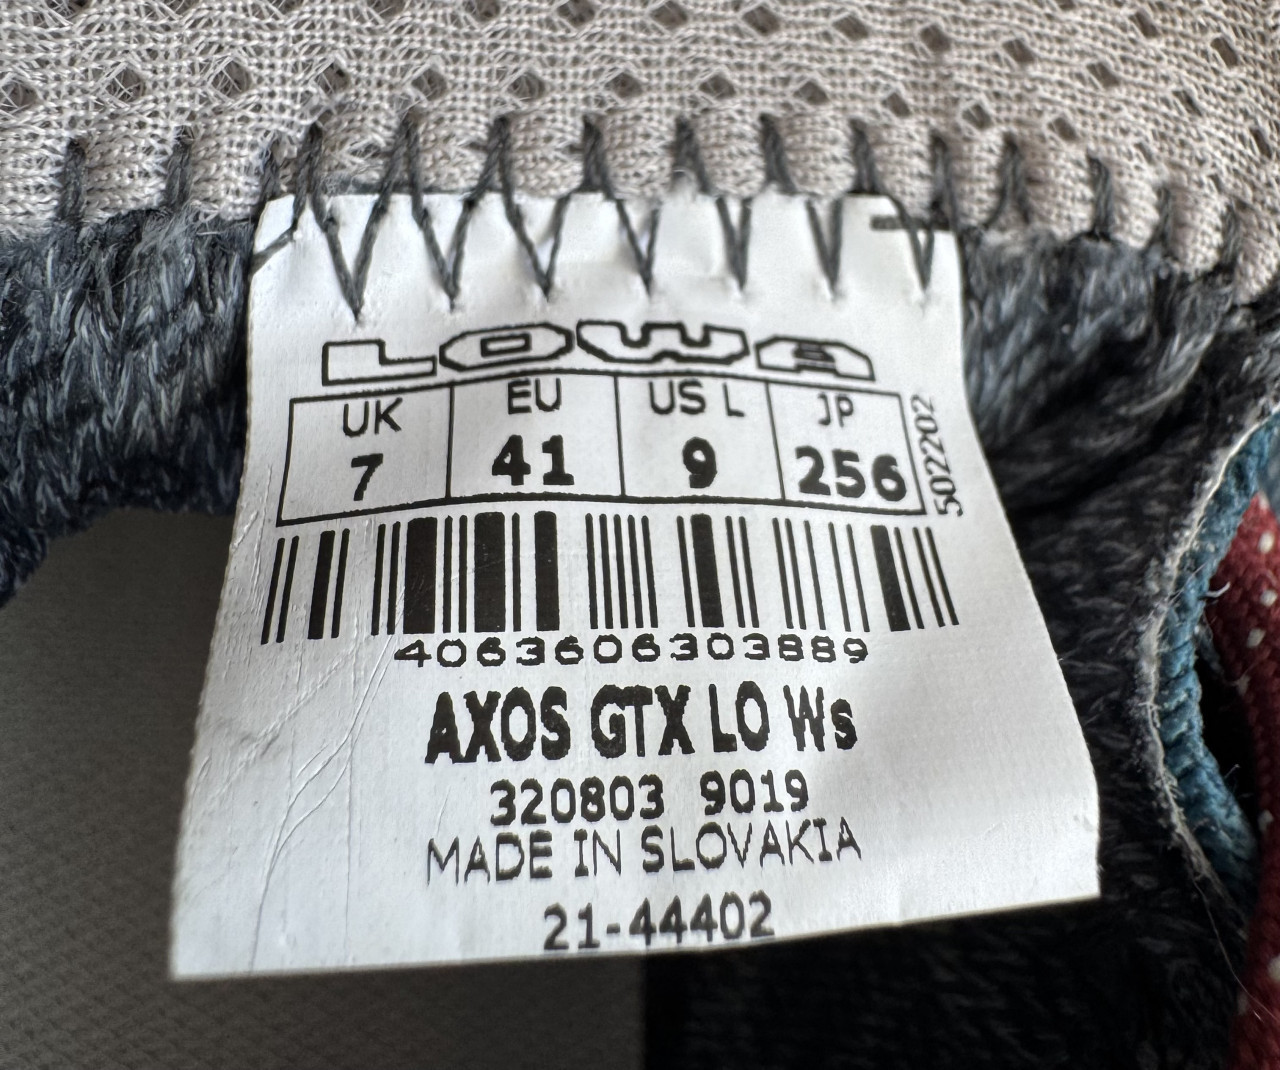 LOWA
UK EU US L JP
7 41 9 256
5022202
4063606303889
AXOS GTX LO Ws
320803 9019
MADE IN SLOVAKIA
21-44402